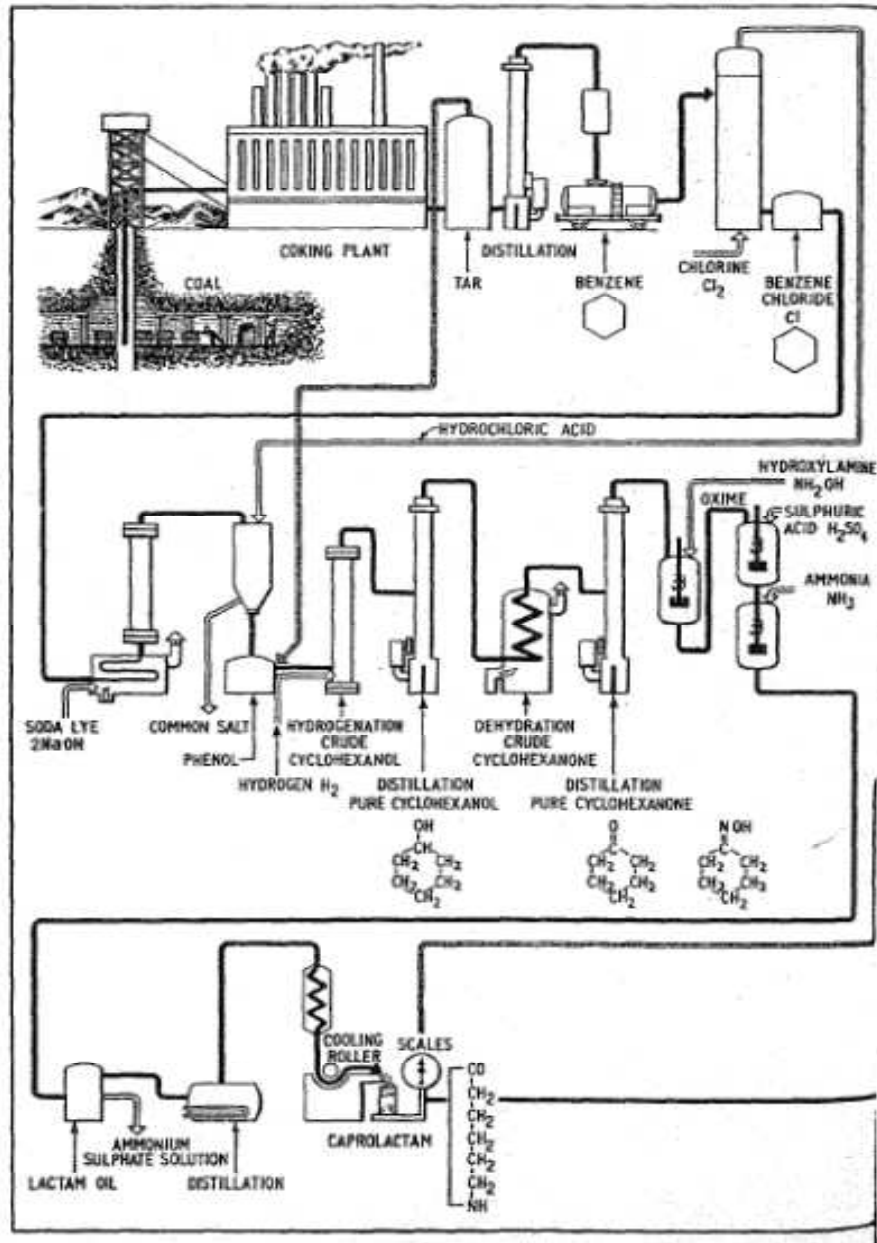 COKING PLANT
COAL
TAR
DISTILLATION
BENZENE
CHLORINE
Cl2
BENZENE
CHLORIDE
Cl
HYDROCHLORIC ACID
HYDROXYLAMINE
NH2OH
OXIME
SULPHURIC
ACID H2SO4
AMMONIA
NH3
SODA LYE
2NaOH
COMMON SALT
PHENOL
HYDROGEN H2
HYDROGENATION
CRUDE
CYCLOHEXANOL
DISTILLATION
PURE CYCLOHEXANOL
DEHYDRATION
CRUDE
CYCLOHEXANONE
DISTILLATION
PURE CYCLOHEXANONE
OH
CH
CH2 CH2
CH2 CH2
CH2
O
C
CH2 CH2
CH2 CH2
CH2
N OH
C
CH2 CH2
CH2 CH2
CH2
COOLING
ROLLER
SCALES
CAPROLACTAM
CO
CH2
CH2
CH2
CH2
CH2
NH
AMMONIUM
SULPHATE SOLUTION
LACTAM OIL
DISTILLATION